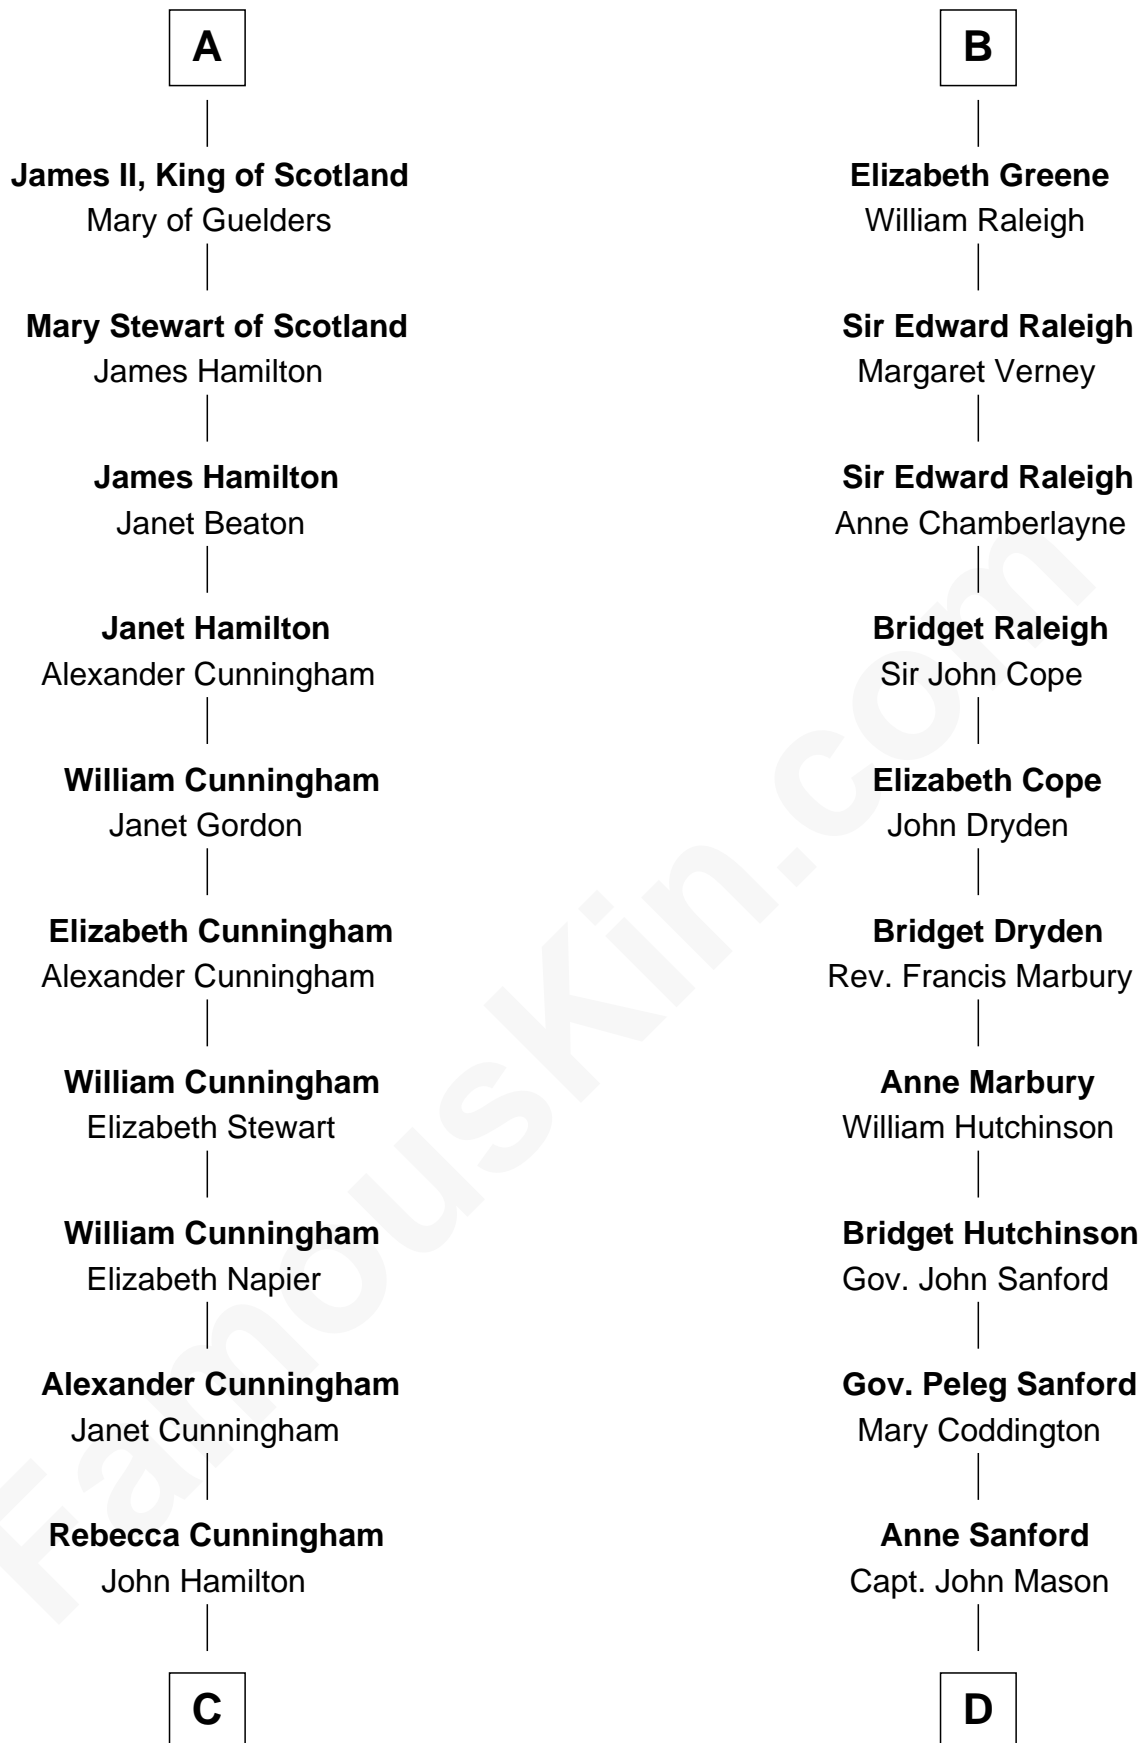 A
James II, King of Scotland
Mary of Guelders
Mary Stewart of Scotland
James Hamilton
James Hamilton
Janet Beaton
Janet Hamilton
Alexander Cunningham
William Cunningham
Janet Gordon
Elizabeth Cunningham
Alexander Cunningham
William Cunningham
Elizabeth Stewart
William Cunningham
Elizabeth Napier
Alexander Cunningham
Janet Cunningham
Rebecca Cunningham
John Hamilton
C
B
Elizabeth Greene
William Raleigh
Sir Edward Raleigh
Margaret Verney
Sir Edward Raleigh
Anne Chamberlayne
Bridget Raleigh
Sir John Cope
Elizabeth Cope
John Dryden
Bridget Dryden
Rev. Francis Marbury
Anne Marbury
William Hutchinson
Bridget Hutchinson
Gov. John Sanford
Gov. Peleg Sanford
Mary Coddington
Anne Sanford
Capt. John Mason
D
FamousKin.com